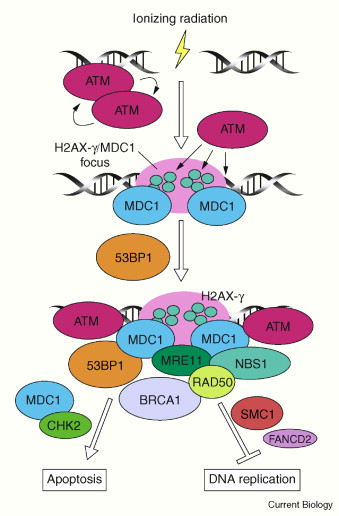 Ionizing radiation
ATM
ATM
ATM
H2AX-γ/MDC1
focus
MDC1
MDC1
53BP1
H2AX-γ
ATM
ATM
MDC1
MDC1
53BP1
MRE11
NBS1
RAD50
BRCA1
MDC1
CHK2
SMC1
FANCD2
Apoptosis
DNA replication
Current Biology